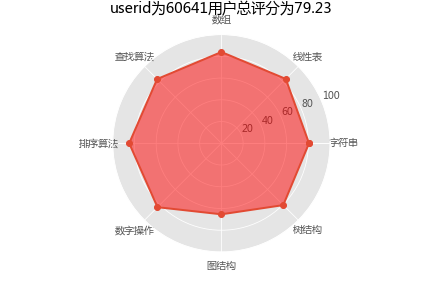 userid为60641用户总评分为79.23
数组
查找算法
线性表
100
80
60
40
20
排序算法
字符串
数字操作
树结构
图结构